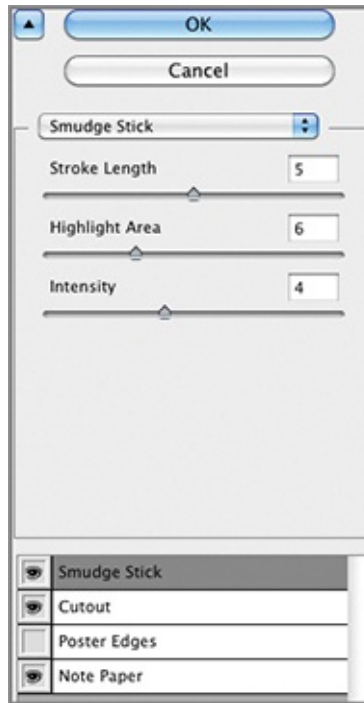 OK
Cancel
Smudge Stick
Stroke Length 5
Highlight Area 6
Intensity 4
Smudge Stick
Cutout
Poster Edges
Note Paper